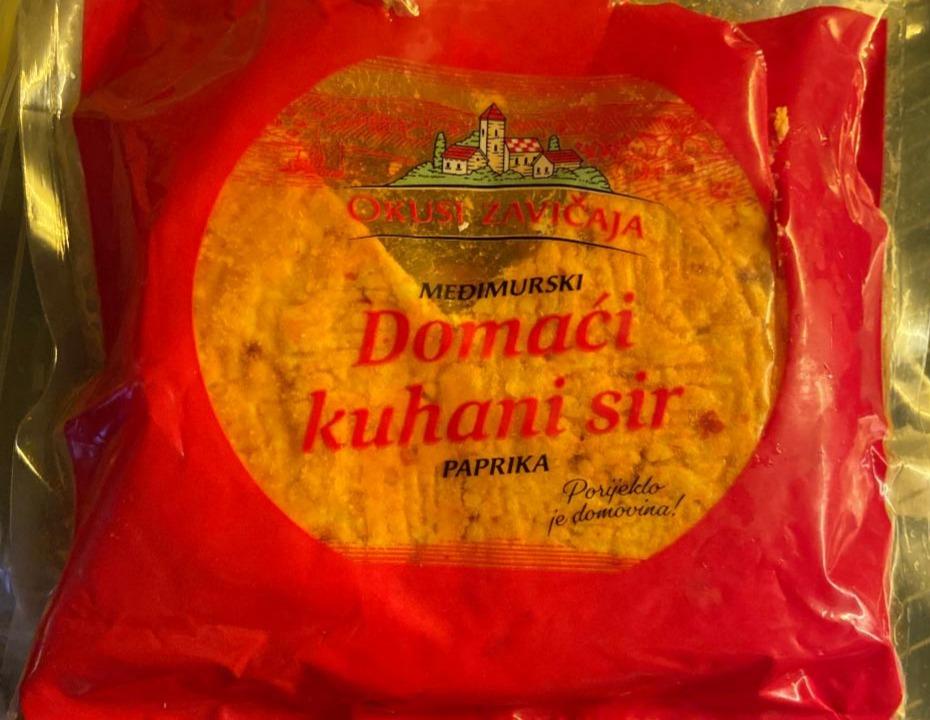 OKUSI ZAVIČAJA
MEĐIMURSKI
Domaći
kuhani sir
PAPRIKA
Porijeklo
je domovina!